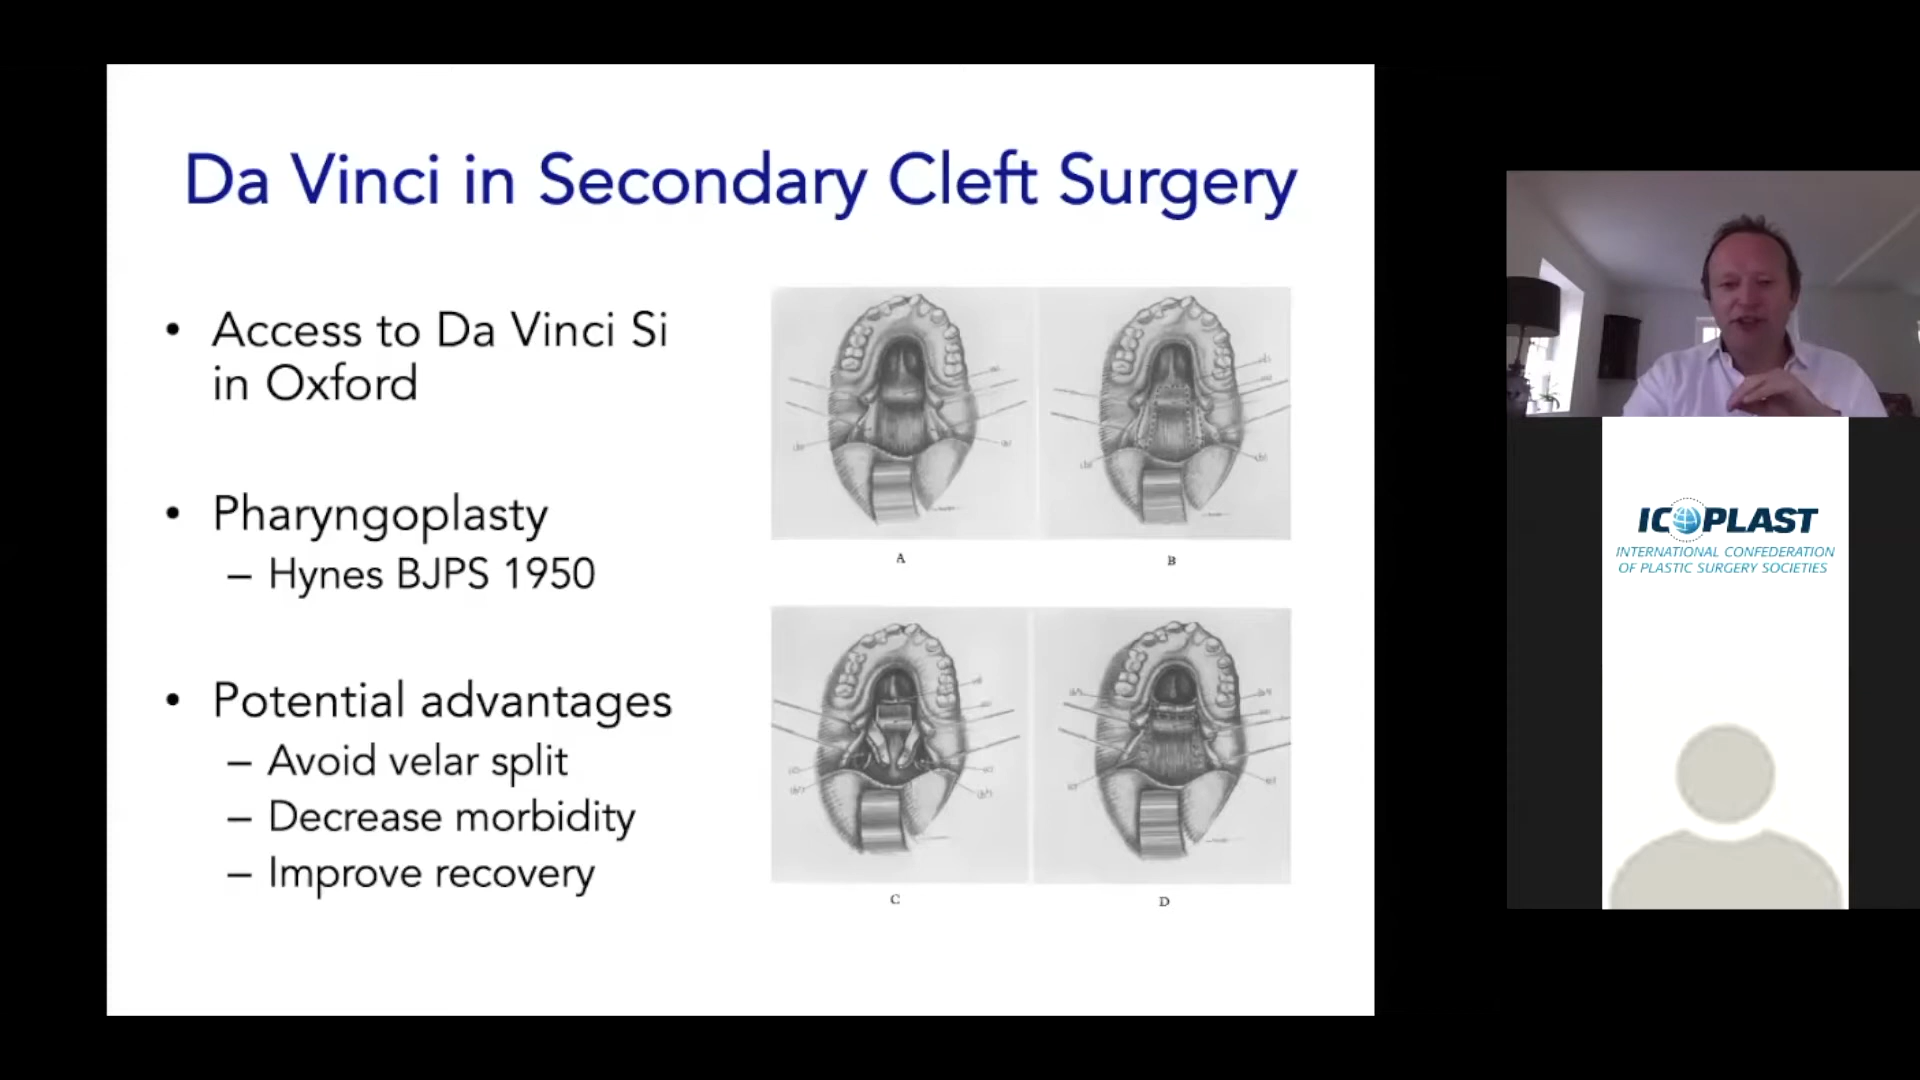 Da Vinci in Secondary Cleft Surgery
• Access to Da Vinci Si
in Oxford
• Pharyngoplasty
– Hynes BJPS 1950
• Potential advantages
– Avoid velar split
– Decrease morbidity
– Improve recovery
A
B
C
D
ICOPLAST
INTERNATIONAL CONFEDERATION
OF PLASTIC SURGERY SOCIETIES